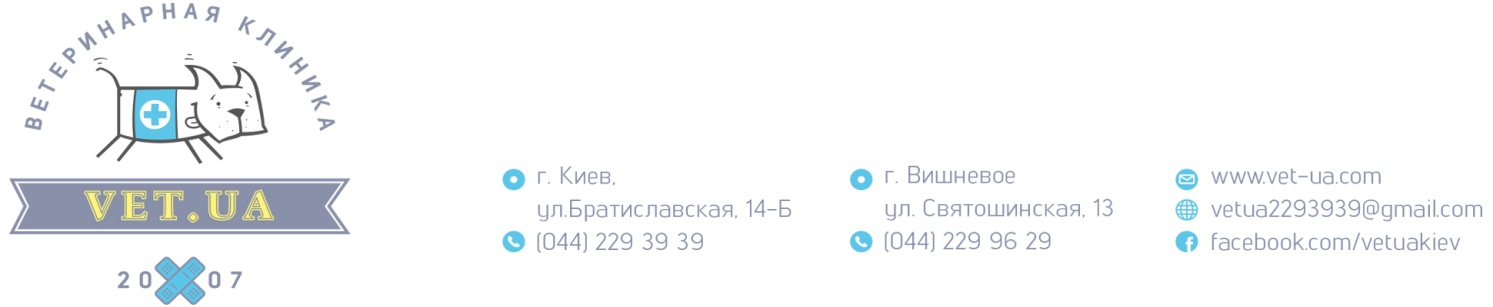 ВЕТЕРИНАРНАЯ КЛИНИКА
VET.UA
20 07
г. Киев,
ул.Братиславская, 14-Б
(044) 229 39 39
г. Вишневое
ул. Святошинская, 13
(044) 229 96 29
www.vet-ua.com
vetua2293939@gmail.com
facebook.com/vetuakiev